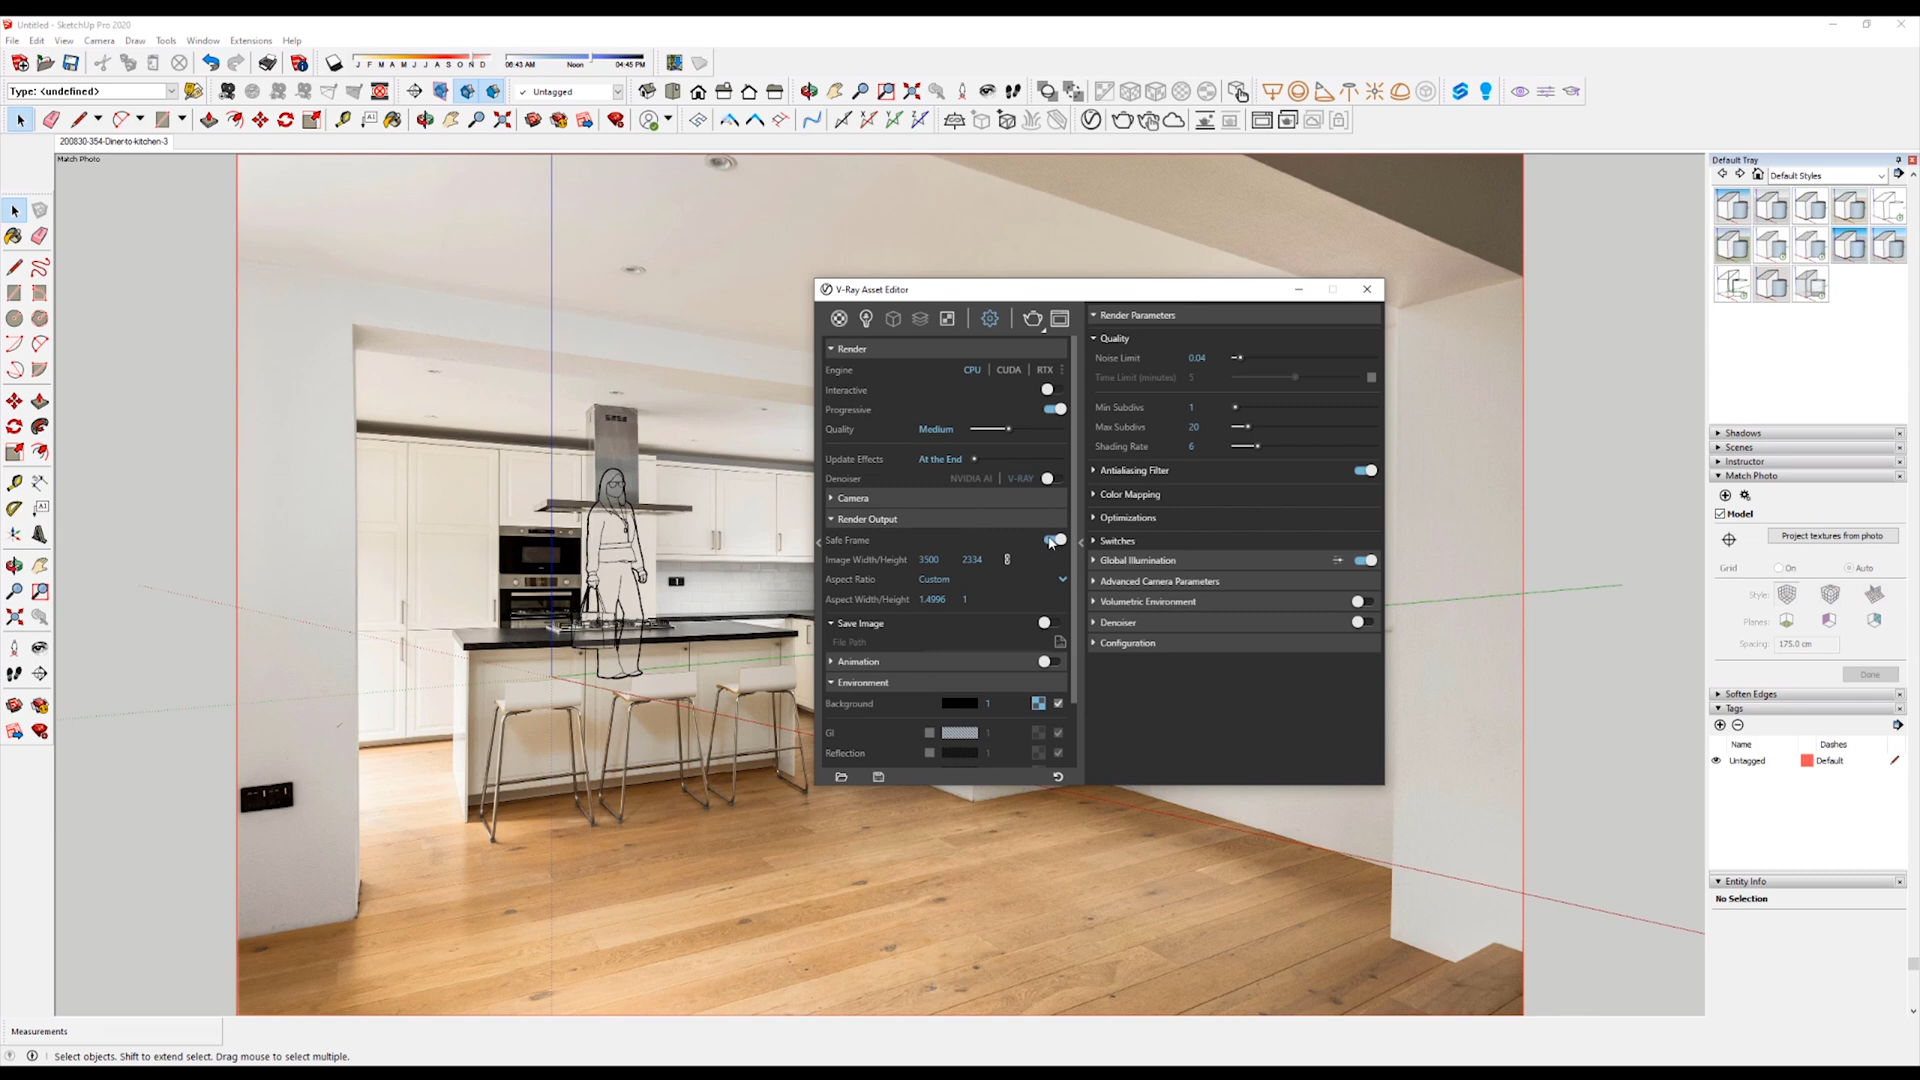 Untitled - SketchUp Pro 2020
File Edit View Camera Draw Tools Window Extensions Help
J F M A M J J A S O N D
06:43 AM Noon 04:45 PM
Type: <undefined>
Untagged
200830-354-Diner-to-kitchen-3
Match Photo
V-Ray Asset Editor
Render
Engine CPU | CUDA | RTX
Interactive
Progressive
Quality Medium
Update Effects At the End
Denoiser NVIDIA AI | V-RAY
Camera
Render Output
Safe Frame
Image Width/Height 3500 2334
Aspect Ratio Custom
Aspect Width/Height 1.4996 1
Save Image
File Path
Animation
Environment
Background 1
GI 1
Reflection 1
Render Parameters
Quality
Noise Limit 0.04
Time Limit (minutes) 5
Min Subdivs 1
Max Subdivs 20
Shading Rate 6
Antialiasing Filter
Color Mapping
Optimizations
Switches
Global Illumination
Advanced Camera Parameters
Volumetric Environment
Denoiser
Configuration
Default Tray
Default Styles
Shadows
Scenes
Instructor
Match Photo
Model
Project textures from photo
Grid On Auto
Style:
Planes:
Spacing: 175.0 cm
Done
Soften Edges
Tags
Name Dashes
Untagged Default
Entity Info
No Selection
Measurements
Select objects. Shift to extend select. Drag mouse to select multiple.